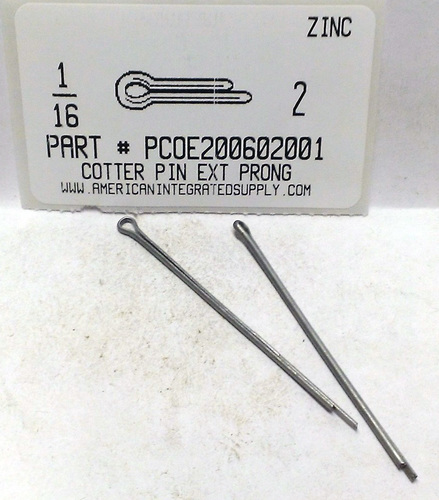 ZINC
1
16
2
PART # PCOE200602001
COTTER PIN EXT PRONG
WWW.AMERICANINTEGRATEDSUPPLY.COM